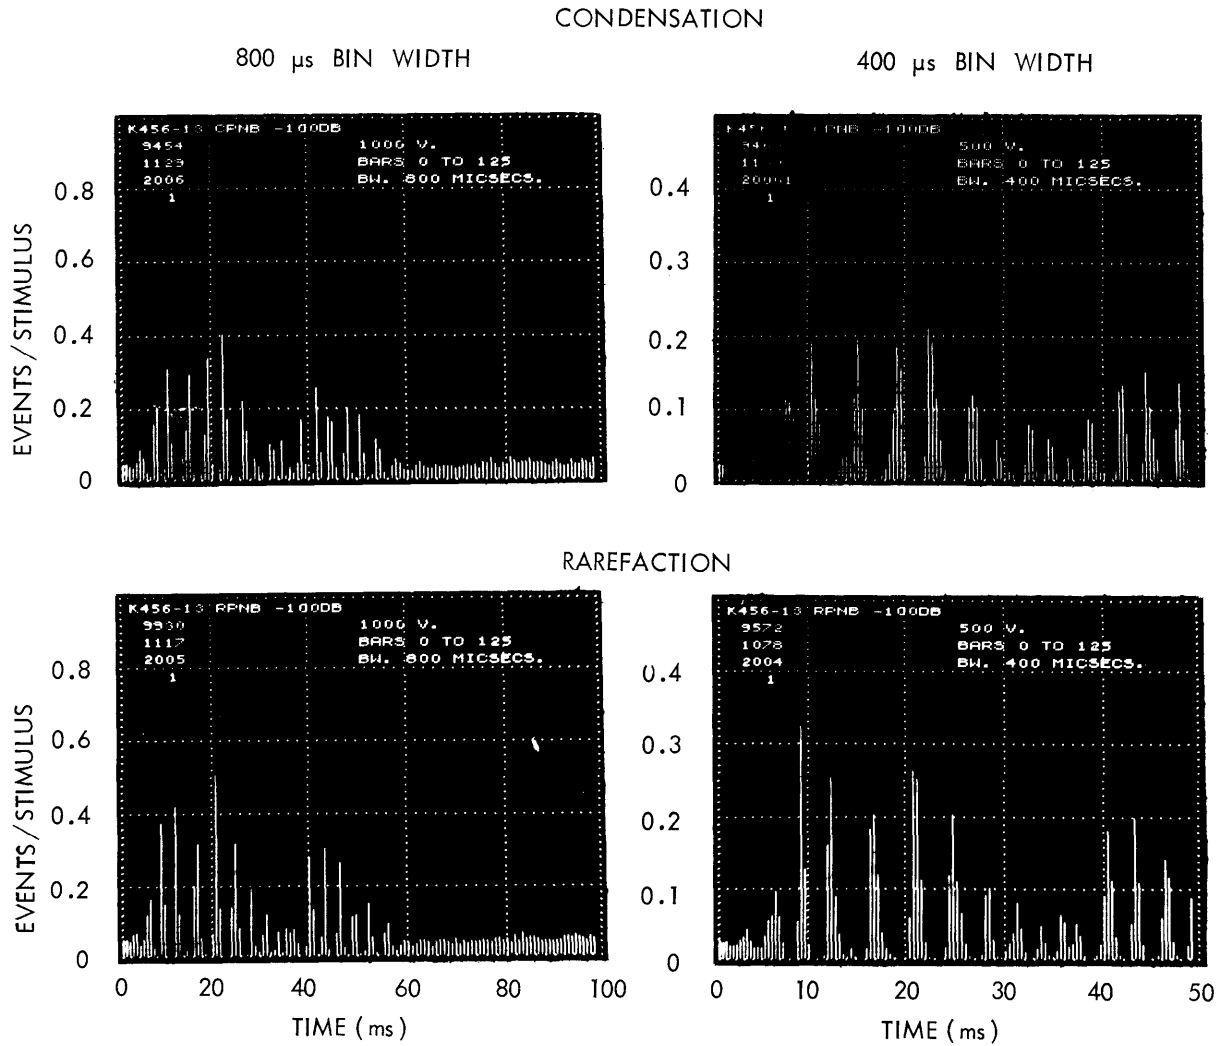 CONDENSATION
800 µs BIN WIDTH
400 µs BIN WIDTH
K456-13 CPNB -100DB
9454
1129
2006
1
1000 V.
BARS 0 TO 125
BW. 800 MICSECS.
-100DB
500 V.
BARS 0 TO 125
BW. 400 MICSECS.
1
EVENTS/STIMULUS
0.8
0.6
0.4
0.2
0
0.4
0.3
0.2
0.1
0
RAREFACTION
K456-13 RPNB -100DB
9930
1117
2005
1
1000 V.
BARS 0 TO 125
BW. 800 MICSECS.
K456-13 RPNB -100DB
9572
1078
2004
1
500 V.
BARS 0 TO 125
BW. 400 MICSECS.
EVENTS/STIMULUS
0.8
0.6
0.4
0.2
0
0.4
0.3
0.2
0.1
0
0 20 40 60 80 100
TIME (ms)
0 10 20 30 40 50
TIME (ms)